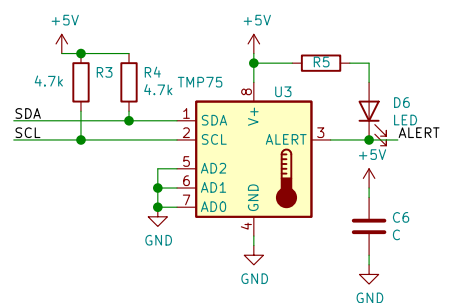 +5V
+5V
R3
R4
4.7k
4.7k
TMP75
U3
R5
D6
LED
SDA
SCL
1
2
5
6
7
8
3
4
SDA
SCL
AD2
AD1
AD0
V+
ALERT
GND
ALERT
+5V
C6
C
GND
GND
GND